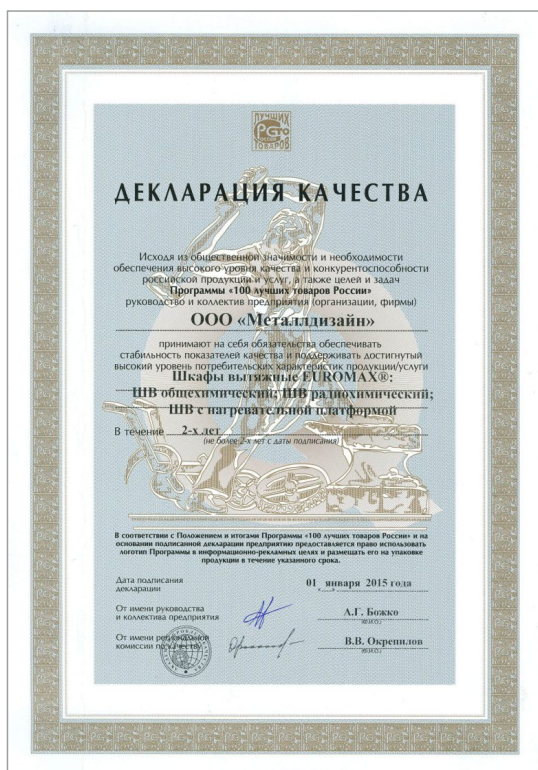 ЛУЧШИХ
РСТО
ТОВАРОВ
ДЕКЛАРАЦИЯ КАЧЕСТВА
Исходя из общественной значимости и необходимости
обеспечения высокого уровня качества и конкурентоспособности
российской продукции и услуг, а также целей и задач
Программы «100 лучших товаров России»
руководство и коллектив предприятия (организации, фирмы)
ООО «Металлдизайн»
принимают на себя обязательства обеспечивать
стабильность показателей качества и поддерживать достигнутый
высокий уровень потребительских характеристик продукции/услуги
Шкафы вытяжные EUROMAX®:
ШВ общехимический; ШВ радиохимический;
ШВ с нагревательной платформой
В течение 2-х лет
(не более 2-х лет с даты подписания)
В соответствии с Положением и итогами Программы «100 лучших товаров России» и на
основании подписанной декларации предприятию предоставляется право использовать
логотип Программы в информационно-рекламных целях и размещать его на упаковке
продукции в течение указанного срока.
Дата подписания
декларации
01 января 2015 года
От имени руководства
и коллектива предприятия
А.Г. Божко
(Ф.И.О.)
От имени региональной
комиссии по качеству
В.В. Окрепилов
(Ф.И.О.)